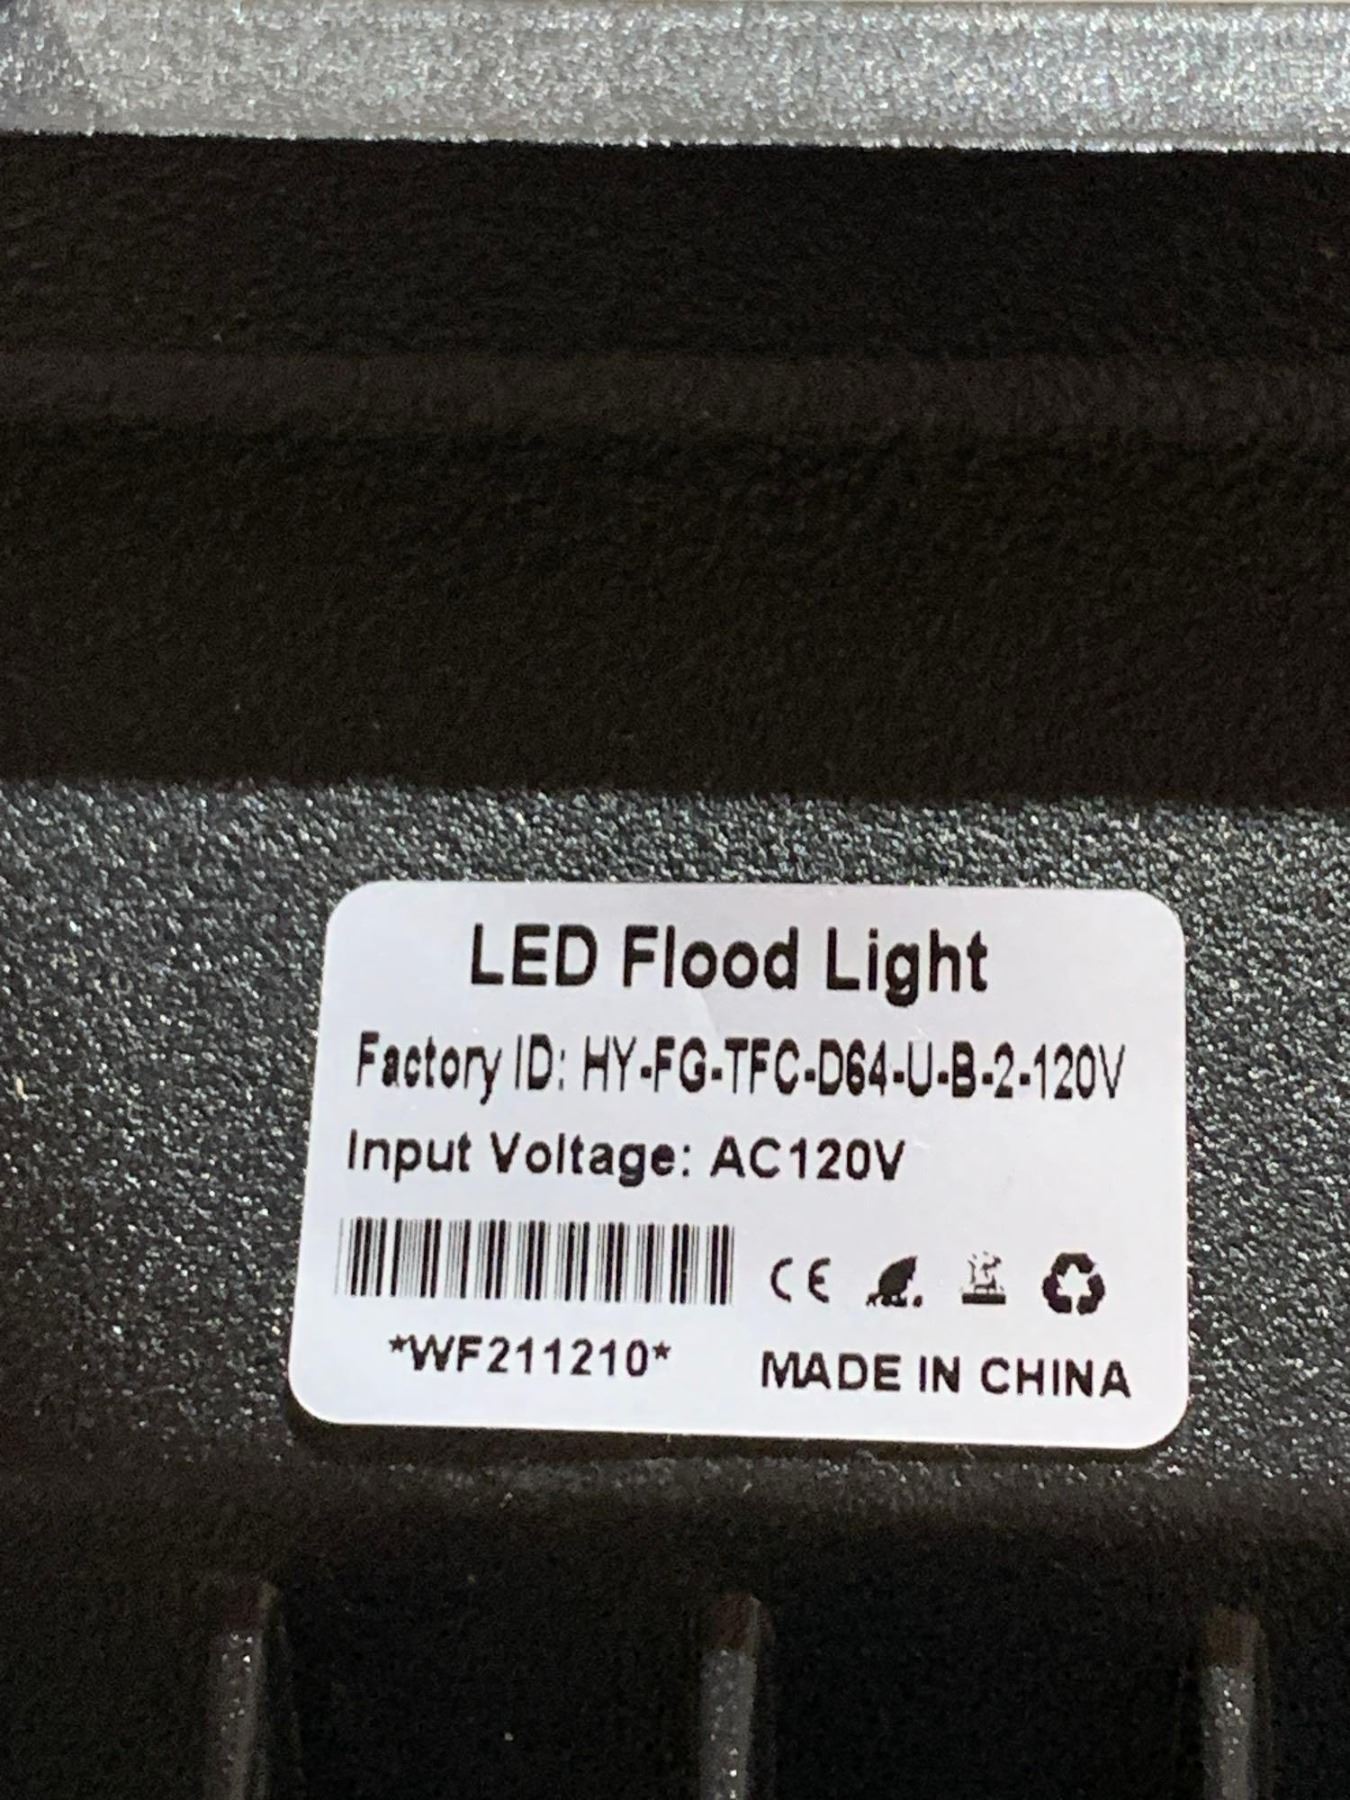 LED Flood Light
Factory ID: HY-FG-TFC-D64-U-B-2-120V
Input Voltage: AC120V
CE
*WF211210*
MADE IN CHINA